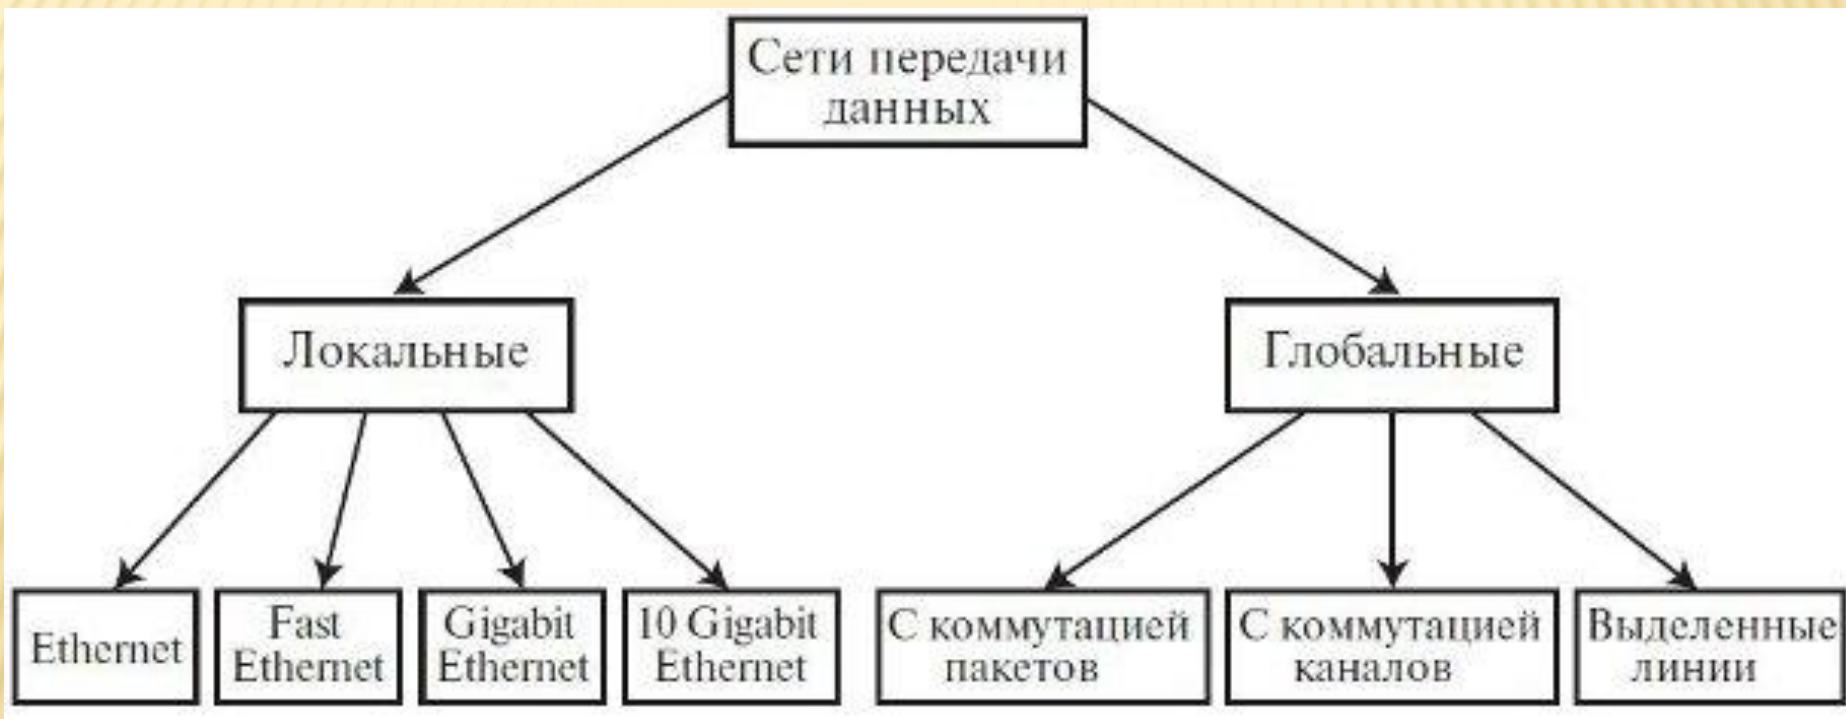 Сети передачи
данных
Локальные
Глобальные
Ethernet
Fast
Ethernet
Gigabit
Ethernet
10 Gigabit
Ethernet
С коммутацией
пакетов
С коммутацией
каналов
Выделенные
линии